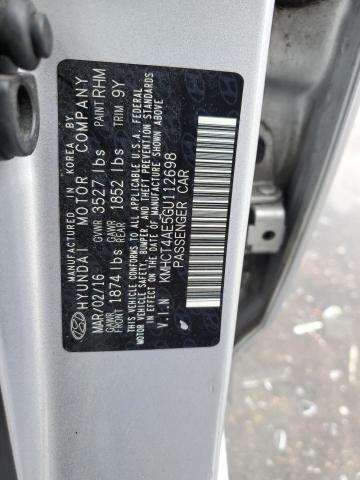 MANUFACTURED IN KOREA BY
HYUNDAI MOTOR COMPANY
MAR/02/16 GVWR 3527 lbs PAINT RHM
GAWR FRONT 1874 lbs GAWR REAR 1852 lbs TRIM 9Y
THIS VEHICLE CONFORMS TO ALL APPLICABLE U.S.A. FEDERAL
MOTOR VEHICLE SAFETY, BUMPER, AND THEFT PREVENTION STANDARDS
IN EFFECT ON THE DATE OF MANUFACTURE SHOWN ABOVE.
V.I.N KMHCT4AE5GU112698
PASSENGER CAR